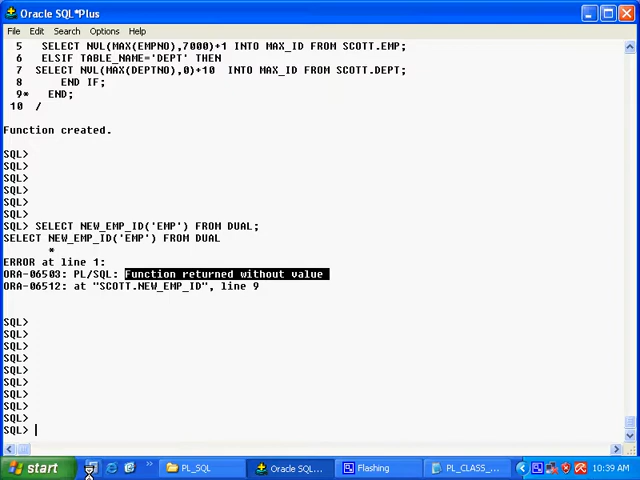 Oracle SQL*Plus
File Edit Search Options Help
5 SELECT NVL(MAX(EMPNO),7000)+1 INTO MAX_ID FROM SCOTT.EMP;
6 ELSIF TABLE_NAME='DEPT' THEN
7 SELECT NVL(MAX(DEPTNO),0)+10 INTO MAX_ID FROM SCOTT.DEPT;
8 END IF;
9* END;
10 /
Function created.
SQL>
SQL>
SQL>
SQL>
SQL>
SQL>
SQL> SELECT NEW_EMP_ID('EMP') FROM DUAL;
SELECT NEW_EMP_ID('EMP') FROM DUAL
*
ERROR at line 1:
ORA-06503: PL/SQL: Function returned without value
ORA-06512: at "SCOTT.NEW_EMP_ID", line 9
SQL>
SQL>
SQL>
SQL>
SQL>
SQL>
SQL>
SQL>
SQL>
SQL>
start PL_SQL Oracle SQL... Flashing PL_CLASS_... 10:39 AM